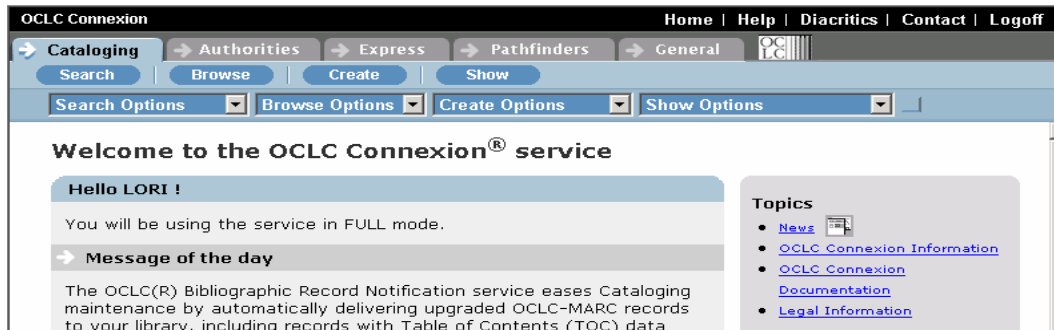 OCLC Connexion Home | Help | Diacritics | Contact | Logoff
Cataloging Authorities Express Pathfinders General OCLC
Search Browse Create Show
Search Options Browse Options Create Options Show Options
Welcome to the OCLC Connexion® service
Hello LORI !
You will be using the service in FULL mode.
Message of the day
The OCLC(R) Bibliographic Record Notification service eases Cataloging
maintenance by automatically delivering upgraded OCLC-MARC records
to your library, including records with Table of Contents (TOC) data
Topics
News
OCLC Connexion Information
OCLC Connexion
Documentation
Legal Information